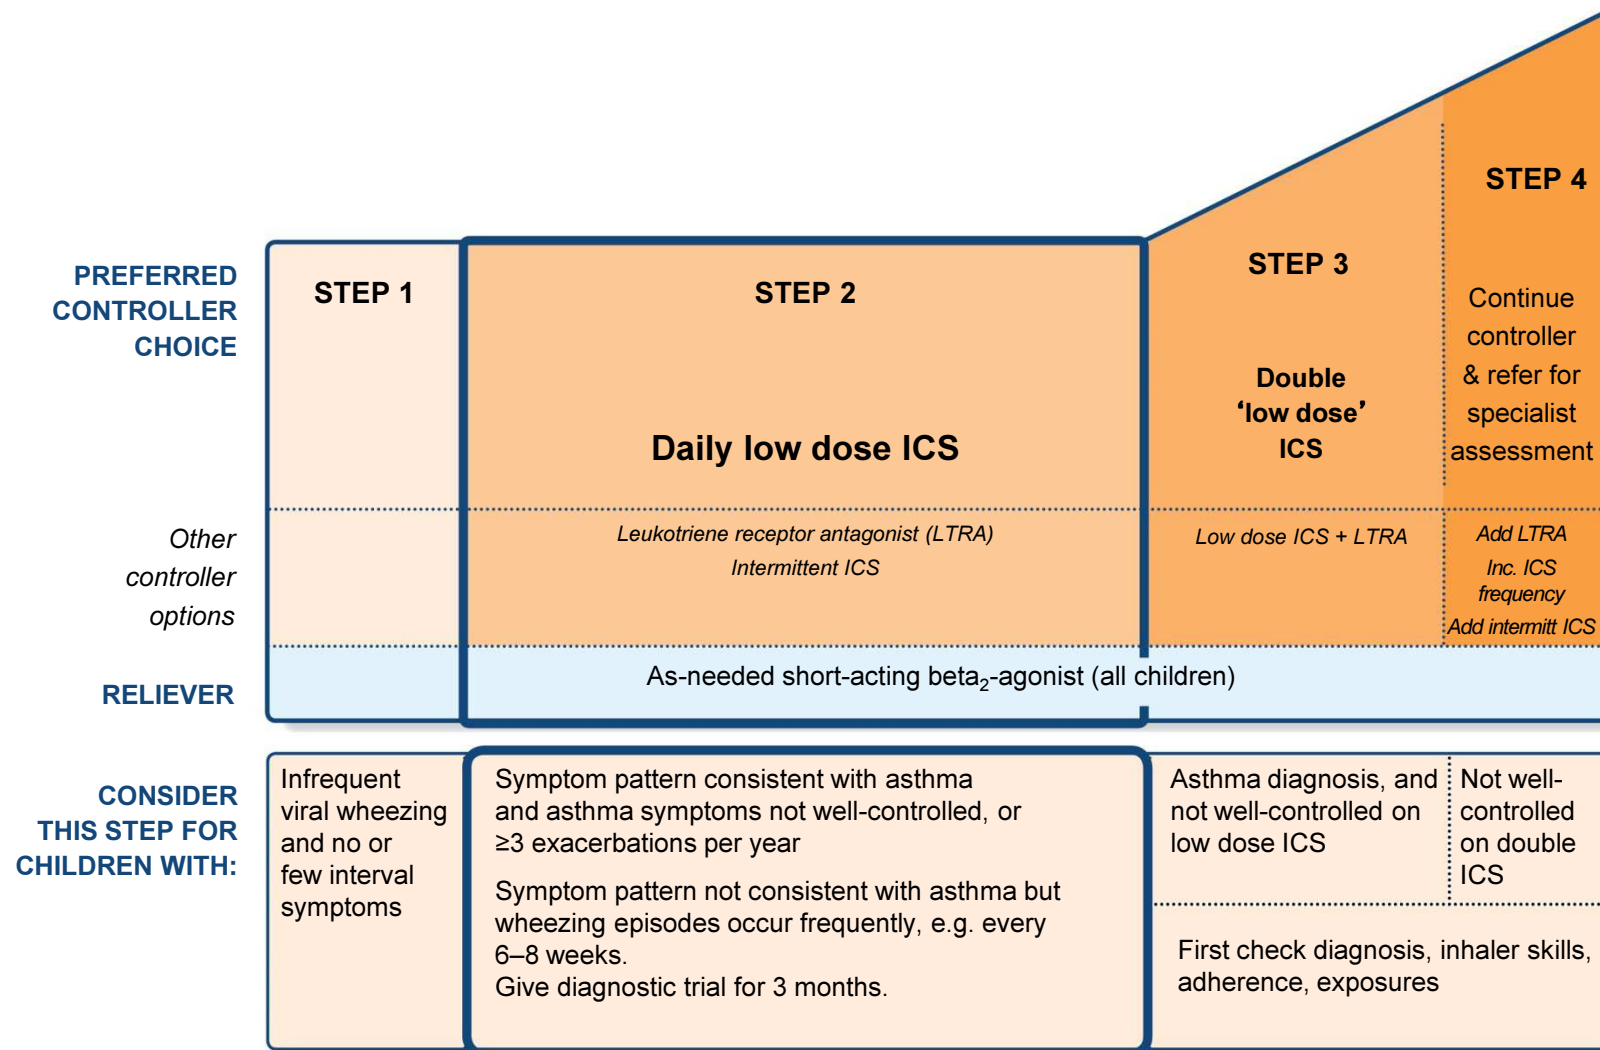 PREFERRED
CONTROLLER
CHOICE
STEP 1
STEP 2
Daily low dose ICS
STEP 3
Double
‘low dose’
ICS
STEP 4
Continue
controller
& refer for
specialist
assessment
Other
controller
options
Leukotriene receptor antagonist (LTRA)
Intermittent ICS
Low dose ICS + LTRA
Add LTRA
Inc. ICS
frequency
Add intermitt ICS
RELIEVER
As-needed short-acting beta₂-agonist (all children)
CONSIDER
THIS STEP FOR
CHILDREN WITH:
Infrequent
viral wheezing
and no or
few interval
symptoms
Symptom pattern consistent with asthma
and asthma symptoms not well-controlled, or
≥3 exacerbations per year
Symptom pattern not consistent with asthma but
wheezing episodes occur frequently, e.g. every
6–8 weeks.
Give diagnostic trial for 3 months.
Asthma diagnosis, and
not well-controlled on
low dose ICS
Not well-
controlled
on double
ICS
First check diagnosis, inhaler skills,
adherence, exposures